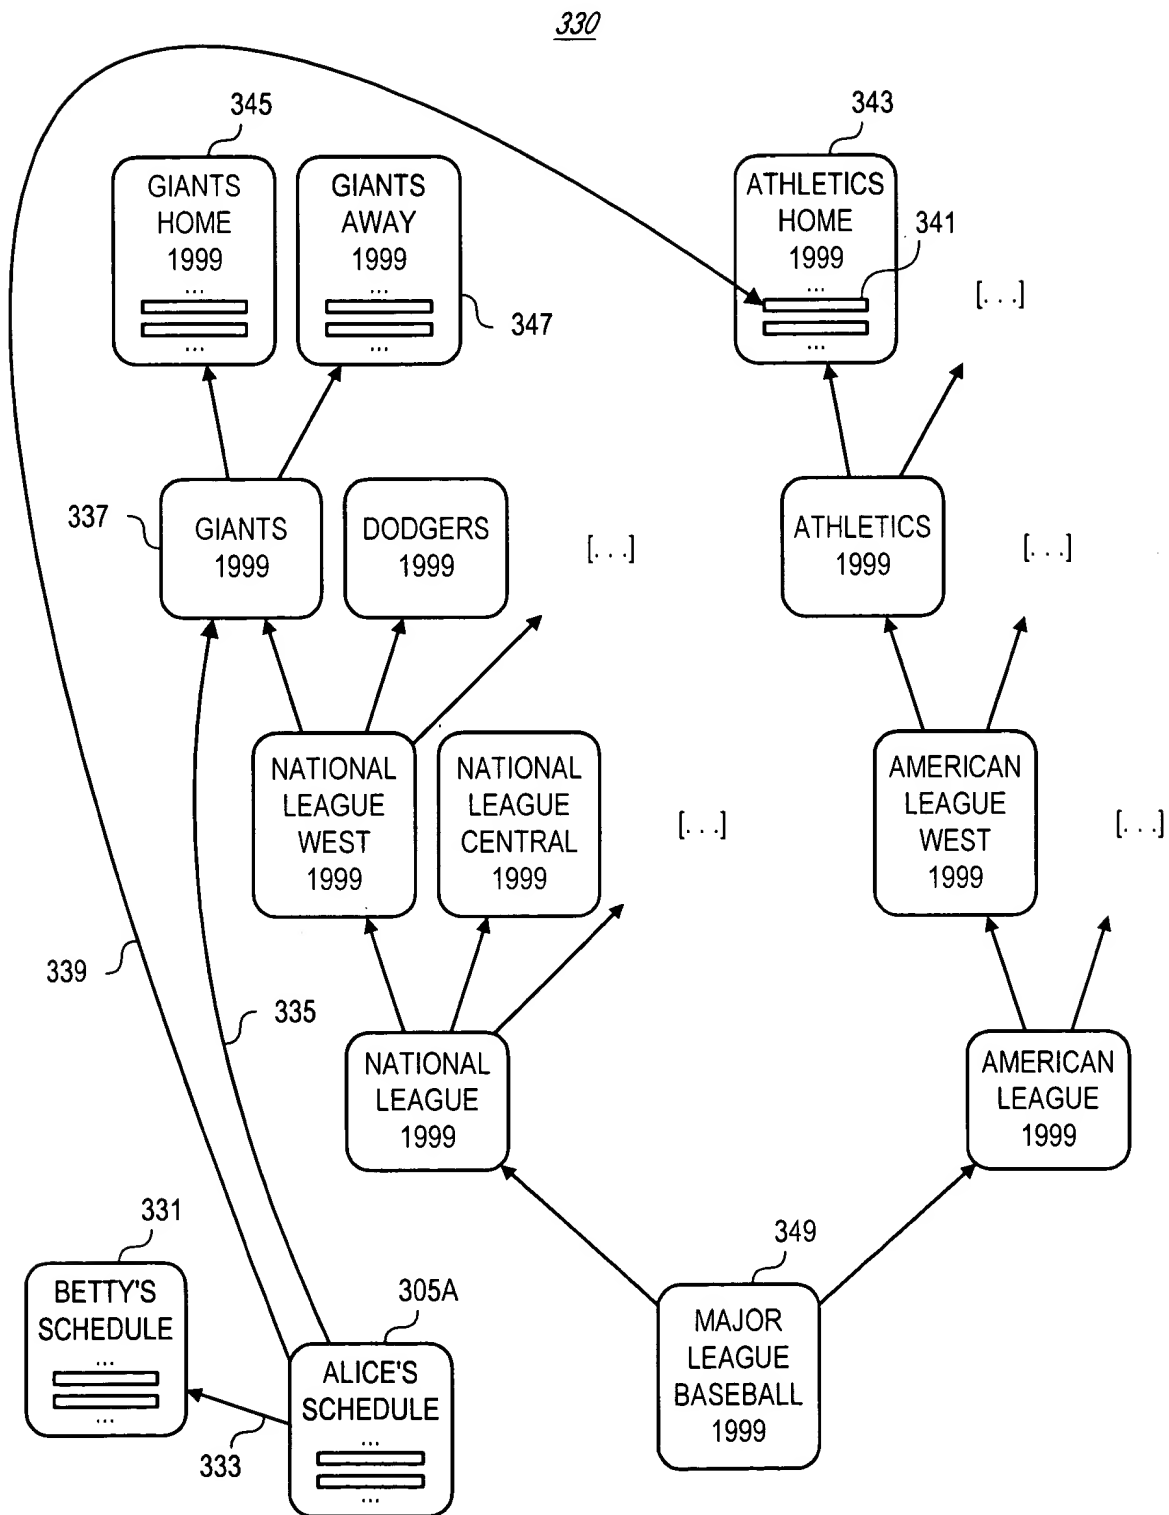 330
345
343
GIANTS
HOME
1999
...
...
GIANTS
AWAY
1999
...
...
347
ATHLETICS
HOME
1999
...
...
341
[. . .]
337
GIANTS
1999
DODGERS
1999
[. . .]
ATHLETICS
1999
[. . .]
NATIONAL
LEAGUE
WEST
1999
NATIONAL
LEAGUE
CENTRAL
1999
[. . .]
AMERICAN
LEAGUE
WEST
1999
[. . .]
339
335
NATIONAL
LEAGUE
1999
AMERICAN
LEAGUE
1999
331
BETTY'S
SCHEDULE
...
...
305A
ALICE'S
SCHEDULE
...
...
333
349
MAJOR
LEAGUE
BASEBALL
1999